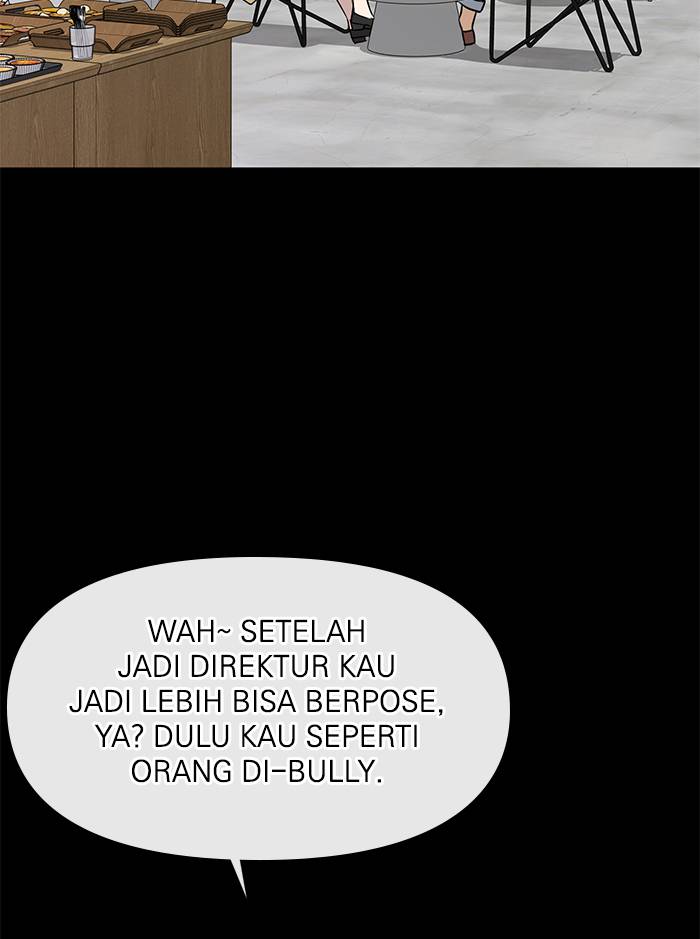 WAH~ SETELAH
JADI DIREKTUR KAU
JADI LEBIH BISA BERPOSE,
YA? DULU KAU SEPERTI
ORANG DI-BULLY.